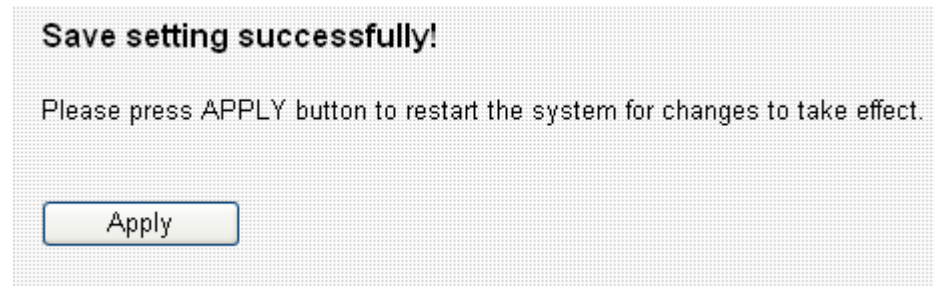 Save setting successfully!
Please press APPLY button to restart the system for changes to take effect.
Apply